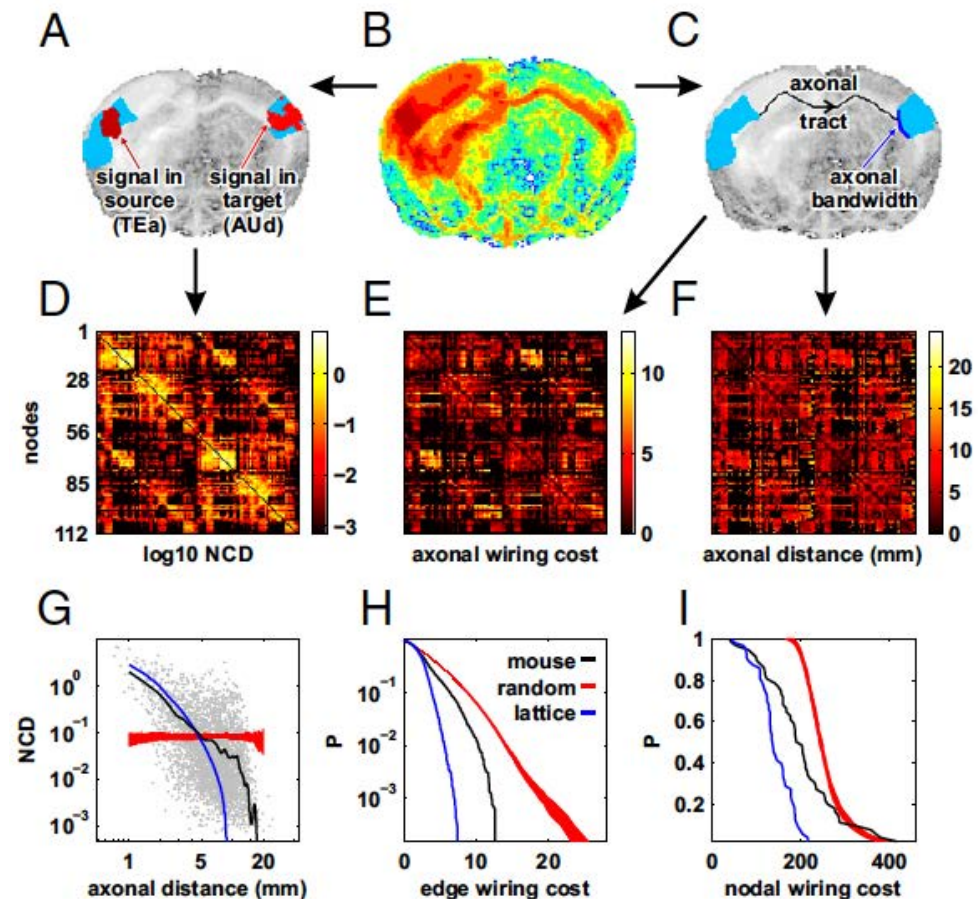 A
B
C
signal in
source
(TEa)
signal in
target
(AUd)
axonal
tract
axonal
bandwidth
D
E
F
nodes
1
28
56
85
112
0
−1
−2
−3
log10 NCD
10
5
0
axonal wiring cost
20
15
10
5
0
axonal distance (mm)
G
H
I
NCD
10^0
10^−1
10^−2
10^−3
1 5 20
axonal distance (mm)
P
10^−1
10^−2
10^−3
mouse
random
lattice
0 10 20
edge wiring cost
P
1
0.8
0.6
0.4
0.2
0 200 400
nodal wiring cost